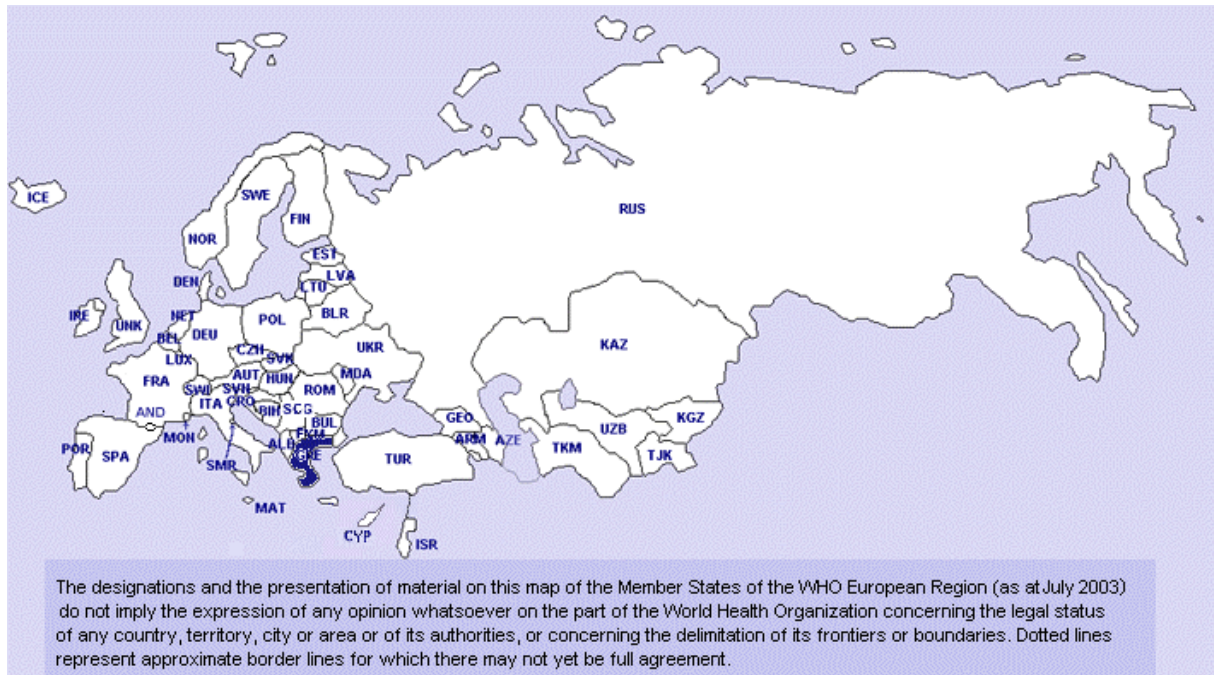 ICE
SWE
FIN
NOR
RUS
EST
LVA
LTU
DEN
IRE
UNK
NET
BEL
DEU
POL
BLR
LUX
CZH
SVK
UKR
KAZ
FRA
AUT
HUN
MDA
SWI
SVN
ROM
ITA
CRO
BIH
SCG
AND
BUL
GEO
KGZ
MON
FKM
ALB
ARM
AZE
UZB
POR
SPA
SMR
GRE
TUR
TKM
TJK
MAT
CYP
ISR
The designations and the presentation of material on this map of the Member States of the WHO European Region (as at July 2003)
do not imply the expression of any opinion whatsoever on the part of the World Health Organization concerning the legal status
of any country, territory, city or area or of its authorities, or concerning the delimitation of its frontiers or boundaries. Dotted lines
represent approximate border lines for which there may not yet be full agreement.